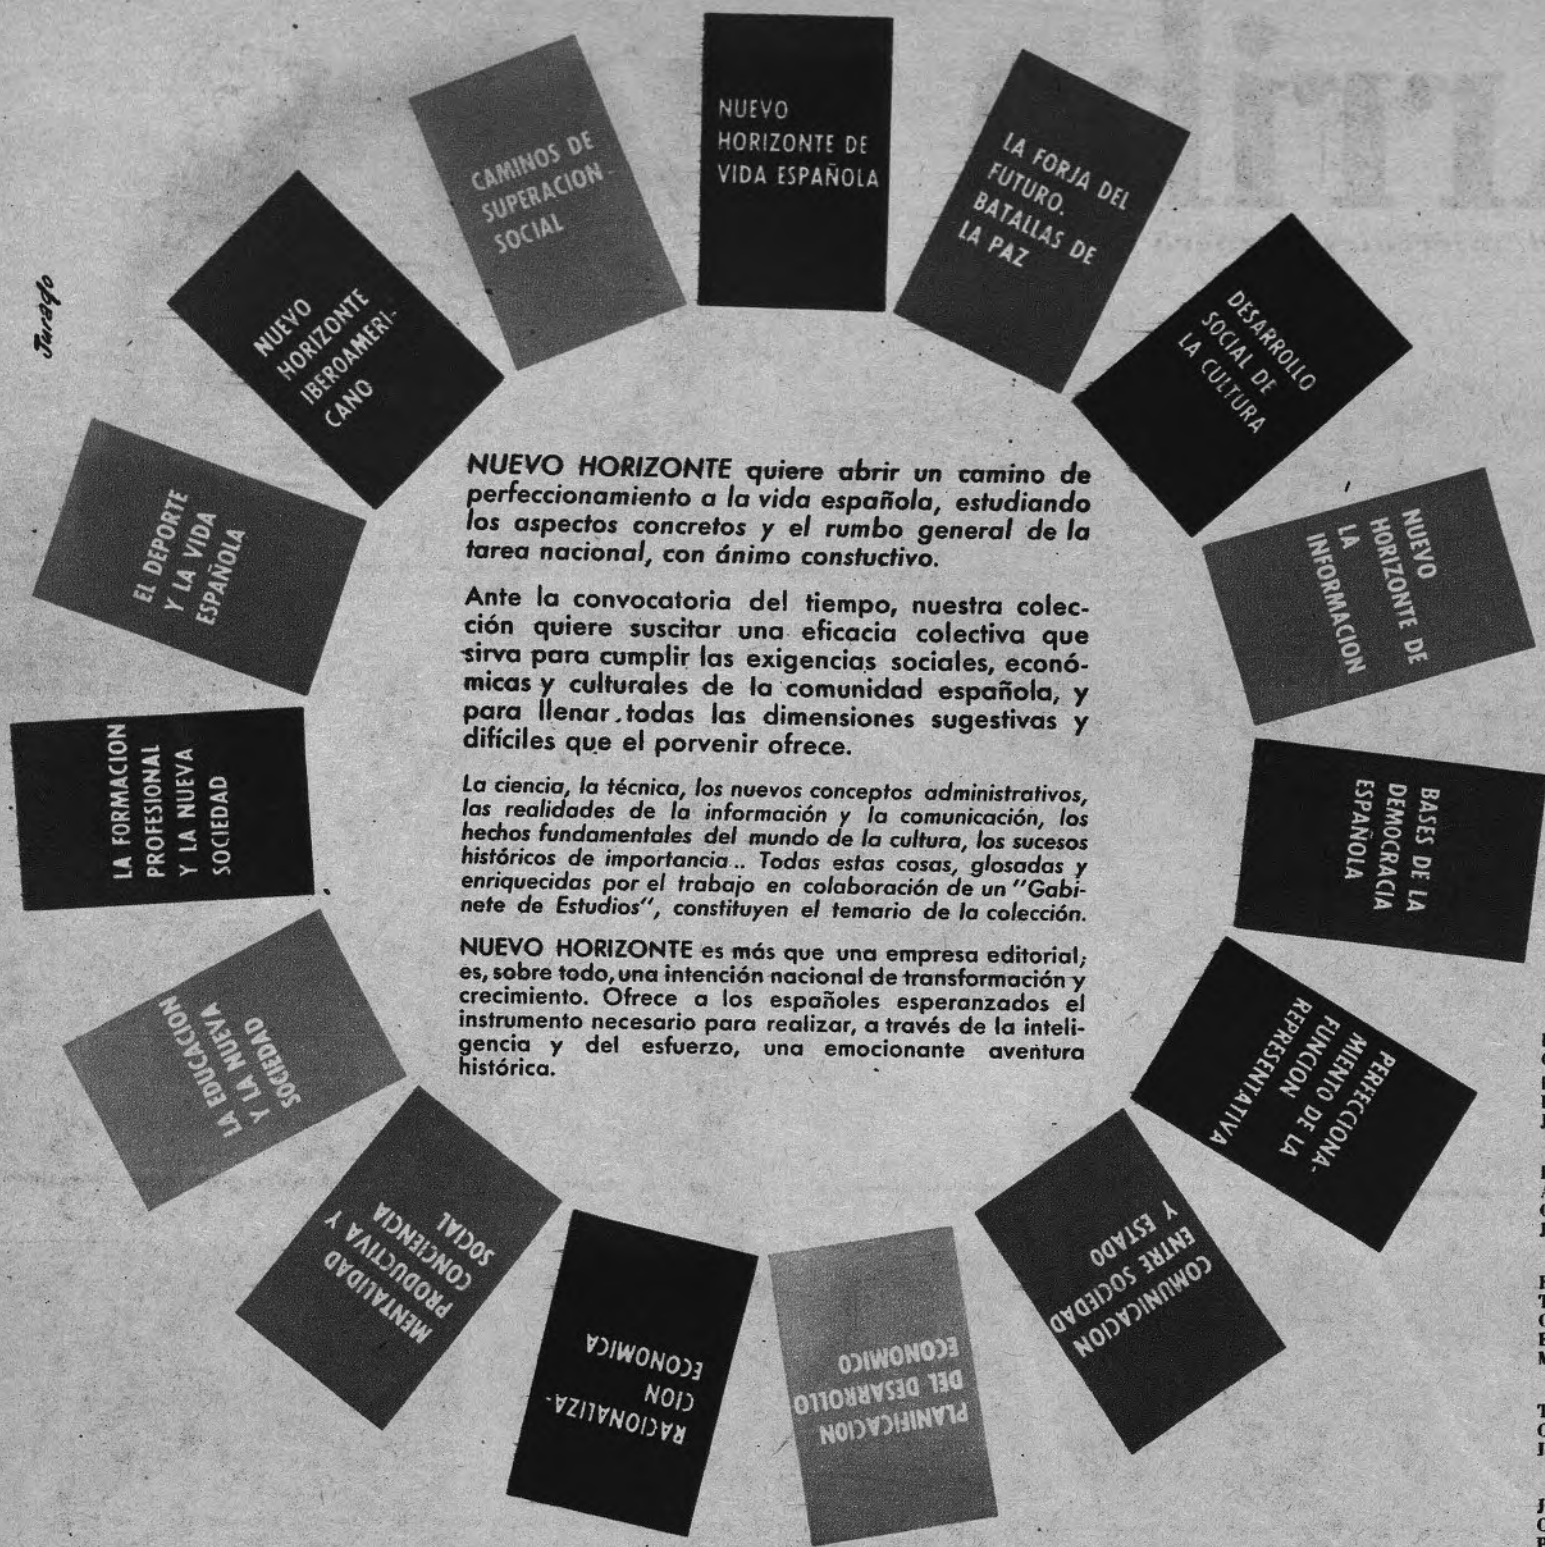 Jurado
NUEVO
HORIZONTE DE
VIDA ESPAÑOLA
LA FORJA DEL
FUTURO.
BATALLAS DE
LA PAZ
DESARROLLO
SOCIAL DE
LA CULTURA
NUEVO
HORIZONTE DE
LA
INFORMACION
BASES DE LA
DEMOCRACIA
ESPAÑOLA
PERFECCIONA-
MIENTO DE LA
FUNCION
REPRESENTATIVA
COMUNICACION
ENTRE SOCIEDAD
Y ESTADO
PLANIFICACION
DEL DESARROLLO
ECONOMICO
RACIONALIZA-
CION
ECONOMICA
MENTALIDAD
PRODUCTIVA Y
CONCIENCIA
SOCIAL
LA EDUCACION
Y LA NUEVA
SOCIEDAD
LA FORMACION
PROFESIONAL
Y LA NUEVA
SOCIEDAD
EL DEPORTE
Y LA VIDA
ESPAÑOLA
NUEVO
HORIZONTE
IBEROAMERI-
CANO
CAMINOS DE
SUPERACION
SOCIAL
NUEVO HORIZONTE quiere abrir un camino de
perfeccionamiento a la vida española, estudiando
los aspectos concretos y el rumbo general de la
tarea nacional, con ánimo constuctivo.
Ante la convocatoria del tiempo, nuestra colec-
ción quiere suscitar una eficacia colectiva que
sirva para cumplir las exigencias sociales, econó-
micas y culturales de la comunidad española, y
para llenar todas las dimensiones sugestivas y
difíciles que el porvenir ofrece.
La ciencia, la técnica, los nuevos conceptos administrativos,
las realidades de la información y la comunicación, los
hechos fundamentales del mundo de la cultura, los sucesos
históricos de importancia.. Todas estas cosas, glosadas y
enriquecidas por el trabajo en colaboración de un "Gabi-
nete de Estudios", constituyen el temario de la colección.
NUEVO HORIZONTE es más que una empresa editorial;
es, sobre todo, una intención nacional de transformación y
crecimiento. Ofrece a los españoles esperanzados el
instrumento necesario para realizar, a través de la inteli-
gencia y del esfuerzo, una emocionante aventura
histórica.